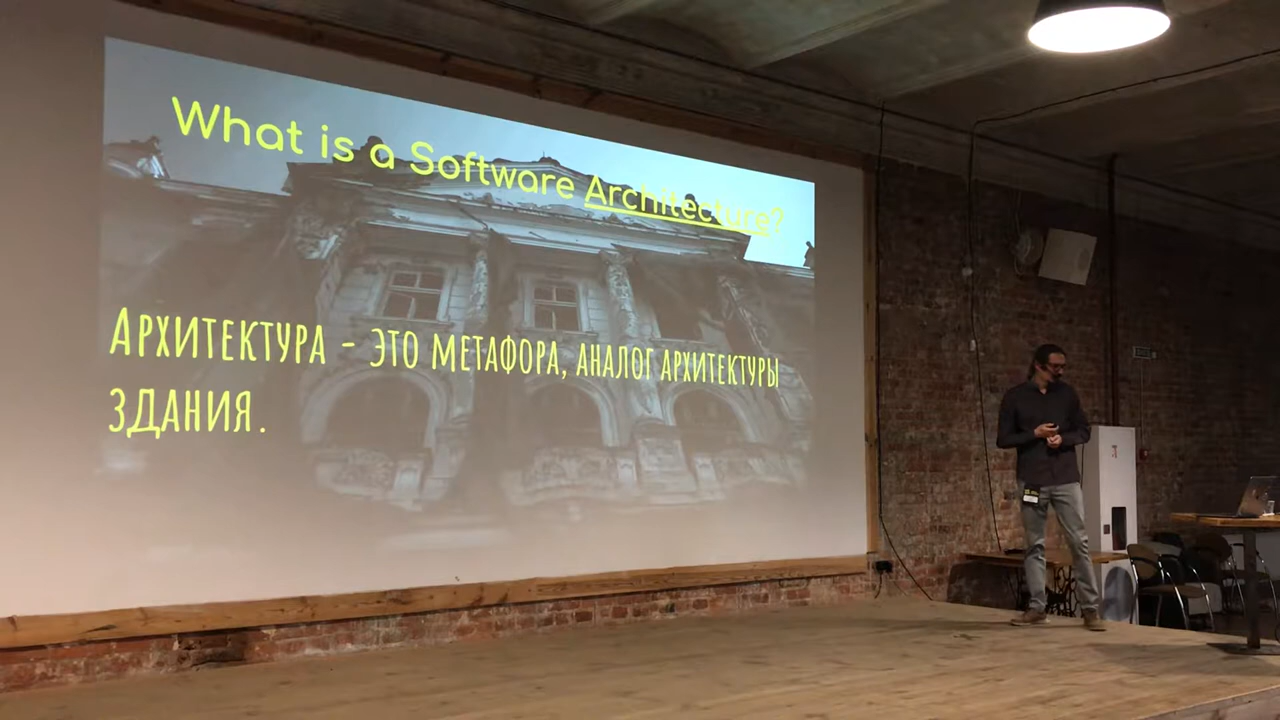 What is a Software Architecture?
Архитектура - это метафора, аналог архитектуры
здания.